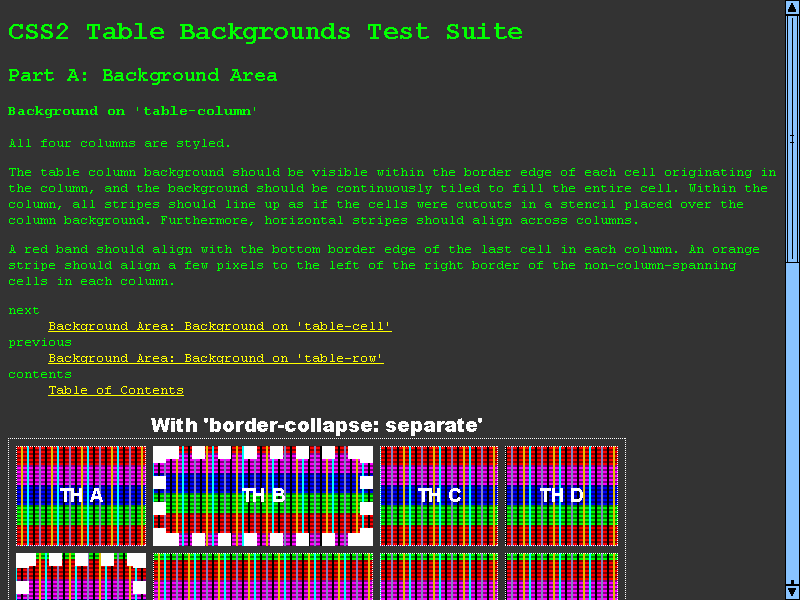 CSS2 Table Backgrounds Test Suite
Part A: Background Area
Background on 'table-column'
All four columns are styled.
The table column background should be visible within the border edge of each cell originating in
the column, and the background should be continuously tiled to fill the entire cell. Within the
column, all stripes should line up as if the cells were cutouts in a stencil placed over the
column background. Furthermore, horizontal stripes should align across columns.
A red band should align with the bottom border edge of the last cell in each column. An orange
stripe should align a few pixels to the left of the right border of the non-column-spanning
cells in each column.
next
Background Area: Background on 'table-cell'
previous
Background Area: Background on 'table-row'
contents
Table of Contents
With 'border-collapse: separate'
TH A TH B TH C TH D